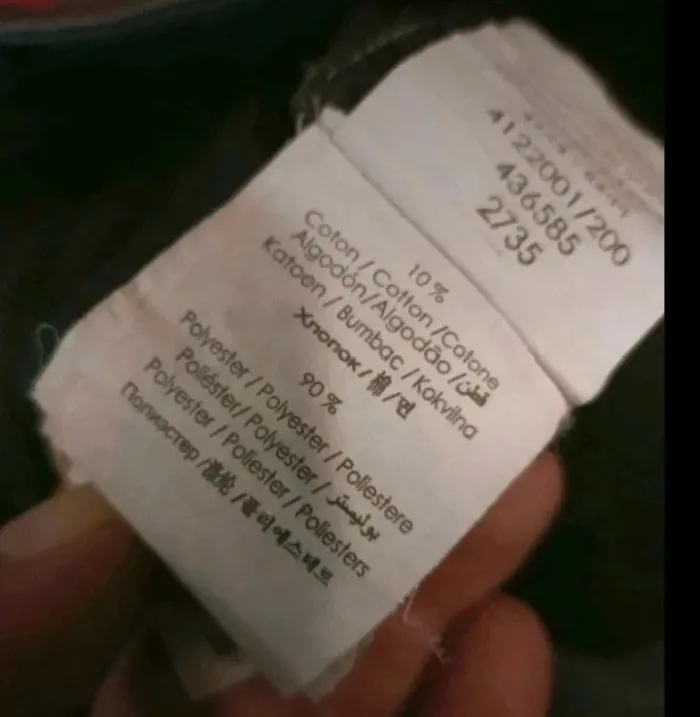 4122001/200
436585
2735
10%
Coton / Cotton / Cotone
Algodón/Algodão / قطن
Katoen / Bumbac / Kokvilna
Хлопок / 棉 / 면
90%
Polyester / Polyester / Poliestere
Poliéster/ Polyester / بوليستر
Polyester / Poliester / Poliesters
Полиэстер / 涤纶 / 폴리에스테르